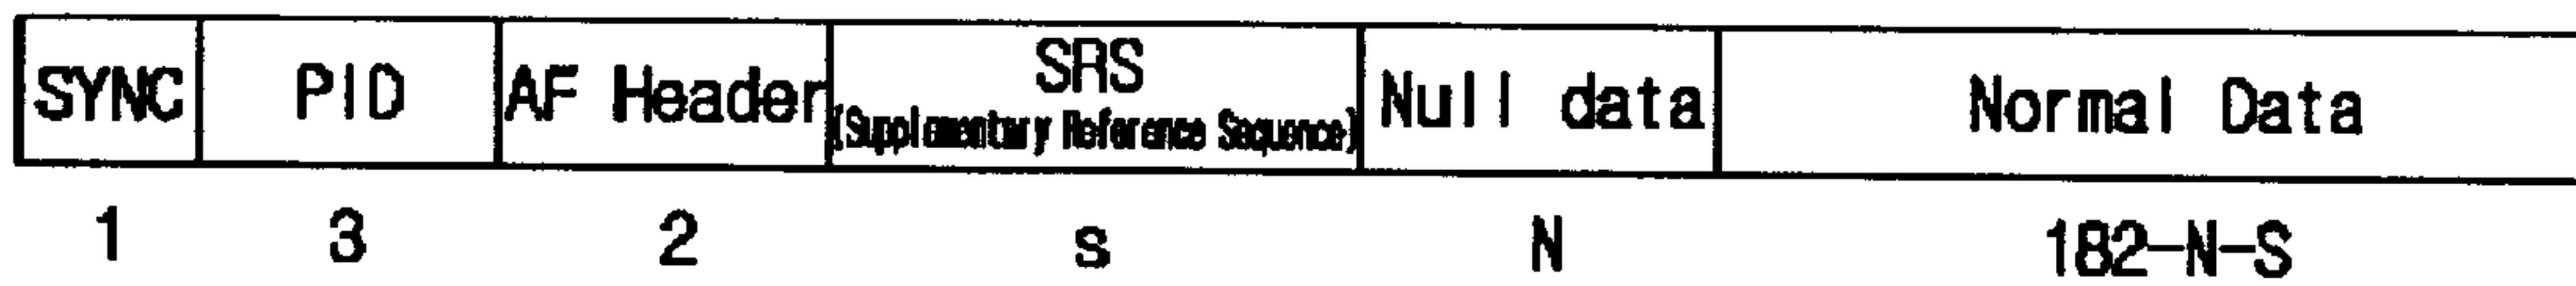 SYNC PID AF Header SRS Null data Normal Data
(Supplementary Reference Sequence)
1 3 2 s N 182-N-S